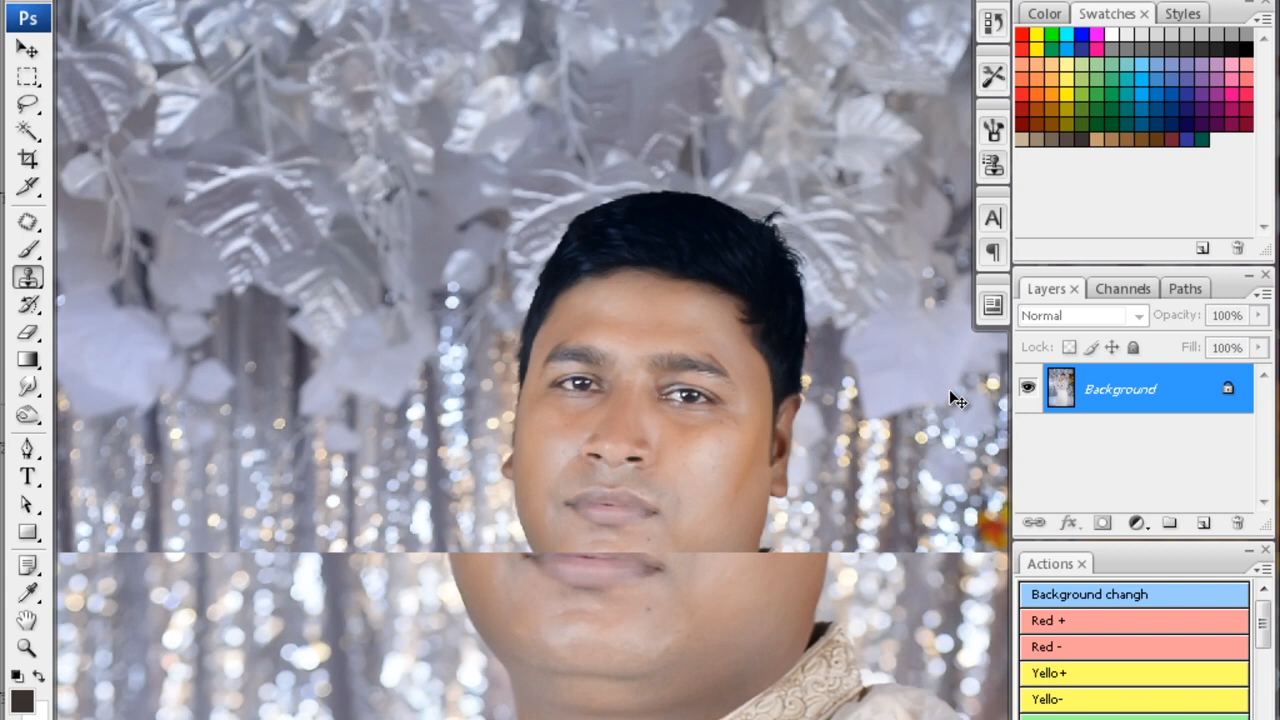 Ps
Color
Swatches ×
Styles
A
T
Layers ×
Channels
Paths
Normal
Opacity: 100%
Lock:
Fill: 100%
Background
fx
Actions ×
Background changh
Red +
Red -
Yello+
Yello-